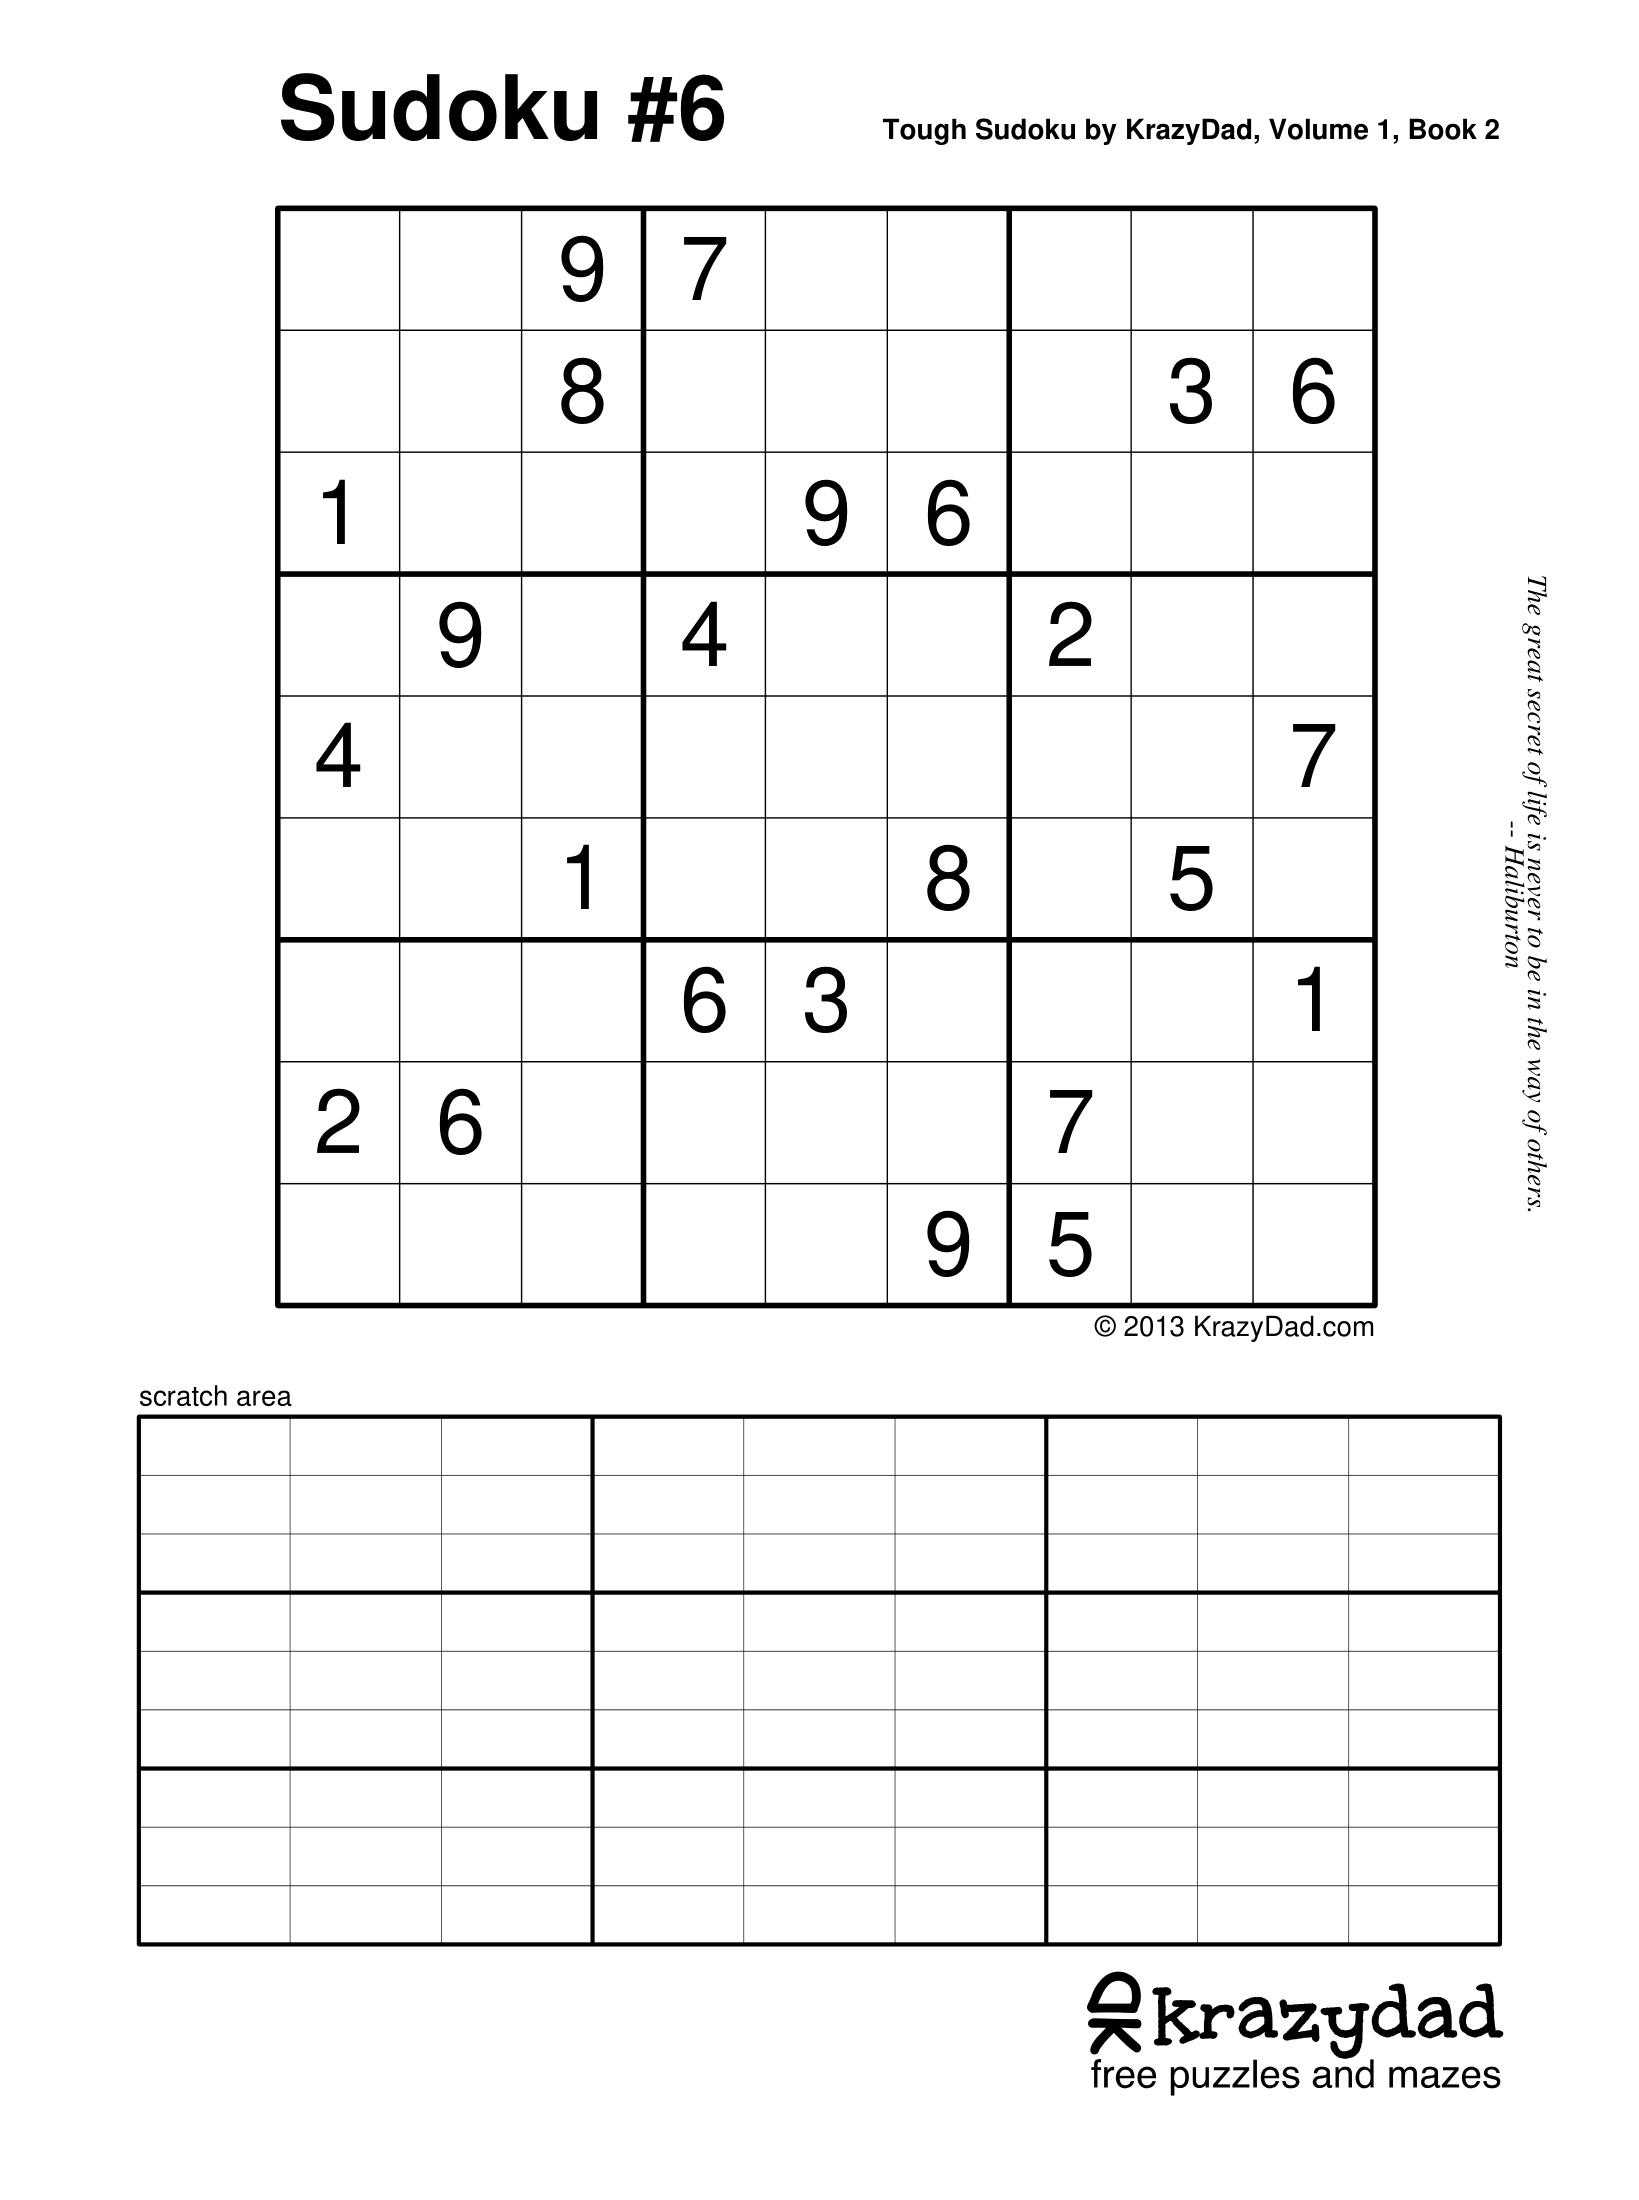 Sudoku #6
Tough Sudoku by KrazyDad, Volume 1, Book 2
9 7
8 3 6
1 9 6
9 4 2
4 7
1 8 5
6 3 1
2 6 7
9 5
The great secret of life is never to be in the way of others.
-- Haliburton
© 2013 KrazyDad.com
scratch area
KD krazydad
free puzzles and mazes